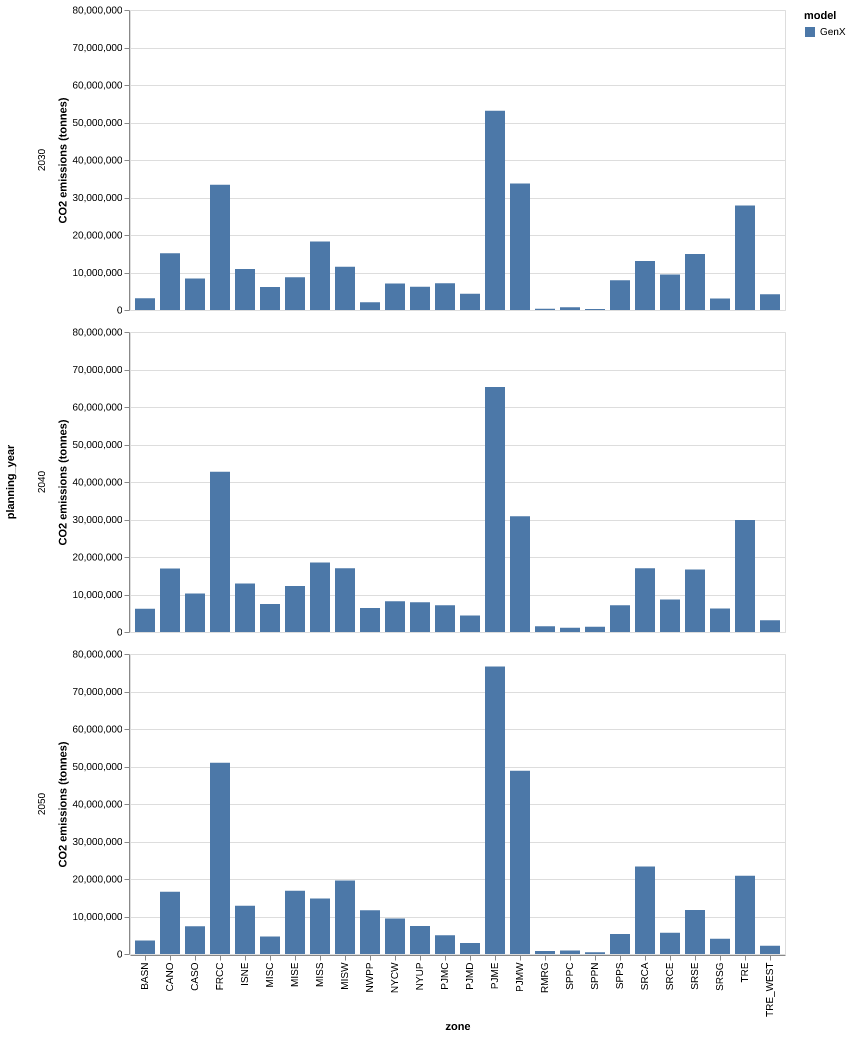 model
GenX
planning_year
2030
CO2 emissions (tonnes)
80,000,000
70,000,000
60,000,000
50,000,000
40,000,000
30,000,000
20,000,000
10,000,000
0
2040
CO2 emissions (tonnes)
80,000,000
70,000,000
60,000,000
50,000,000
40,000,000
30,000,000
20,000,000
10,000,000
0
2050
CO2 emissions (tonnes)
80,000,000
70,000,000
60,000,000
50,000,000
40,000,000
30,000,000
20,000,000
10,000,000
0
BASN
CANO
CASO
FRCC
ISNE
MISC
MISE
MISS
MISW
NWPP
NYCW
NYUP
PJMC
PJMD
PJME
PJMW
RMRG
SPPC
SPPN
SPPS
SRCA
SRCE
SRSE
SRSG
TRE
TRE_WEST
zone